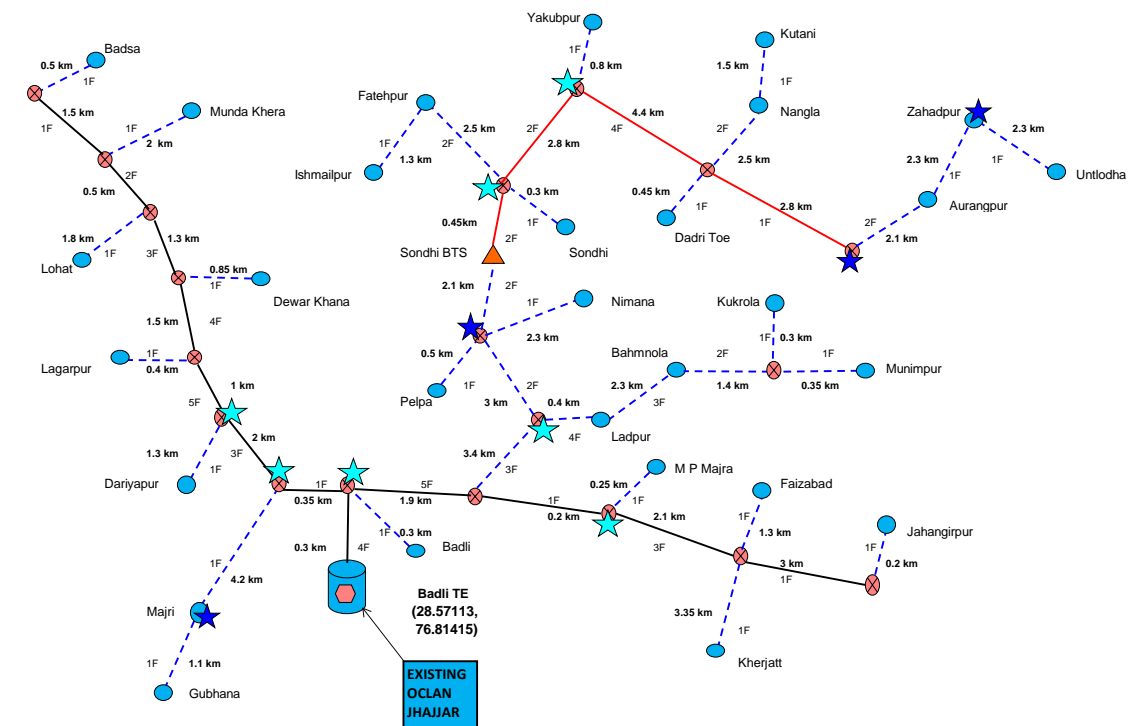 Yakubpur
Kutani
Badsa
0.5 km
1F
1F
0.8 km
1.5 km
1F
Fatehpur
4.4 km
Zahadpur
1.5 km
1F
1F
2 km
Munda Khera
2.5 km
2F
4F
Nangla
2F
2.3 km
1F
2F
1F
1.3 km
2F
2.8 km
2.5 km
2.3 km
1F
Untlodha
0.5 km
Ishmailpur
0.3 km
0.45 km
1F
2.8 km
Aurangpur
1.8 km
1F
1.3 km
3F
0.45km
1F
1F
2F
2.1 km
Lohat
2F
Sondhi BTS
Sondhi
Dadri Toe
0.85 km
1F
Dewar Khana
2.1 km
2F
1F
Nimana
Kukrola
1.5 km
4F
2.3 km
1F
0.3 km
Lagarpur
1F
0.4 km
0.5 km
Bahmnola
2F
1F
Munimpur
1 km
5F
Pelpa
1F
2F
3 km
0.4 km
2.3 km
3F
1.4 km
0.35 km
4F
Ladpur
2 km
3F
1.3 km
1F
3.4 km
3F
M P Majra
Dariyapur
1F
0.35 km
5F
1.9 km
0.25 km
1F
Faizabad
1F
0.2 km
2.1 km
1F
Jahangirpur
0.3 km
4F
1F
0.3 km
Badli
3F
1.3 km
1F
0.2 km
1F
4.2 km
3 km
1F
Majri
Badli TE
(28.57113,
76.81415)
3.35 km
1F
Kherjatt
1F
1.1 km
Gubhana
EXISTING
OCLAN
JHAJJAR